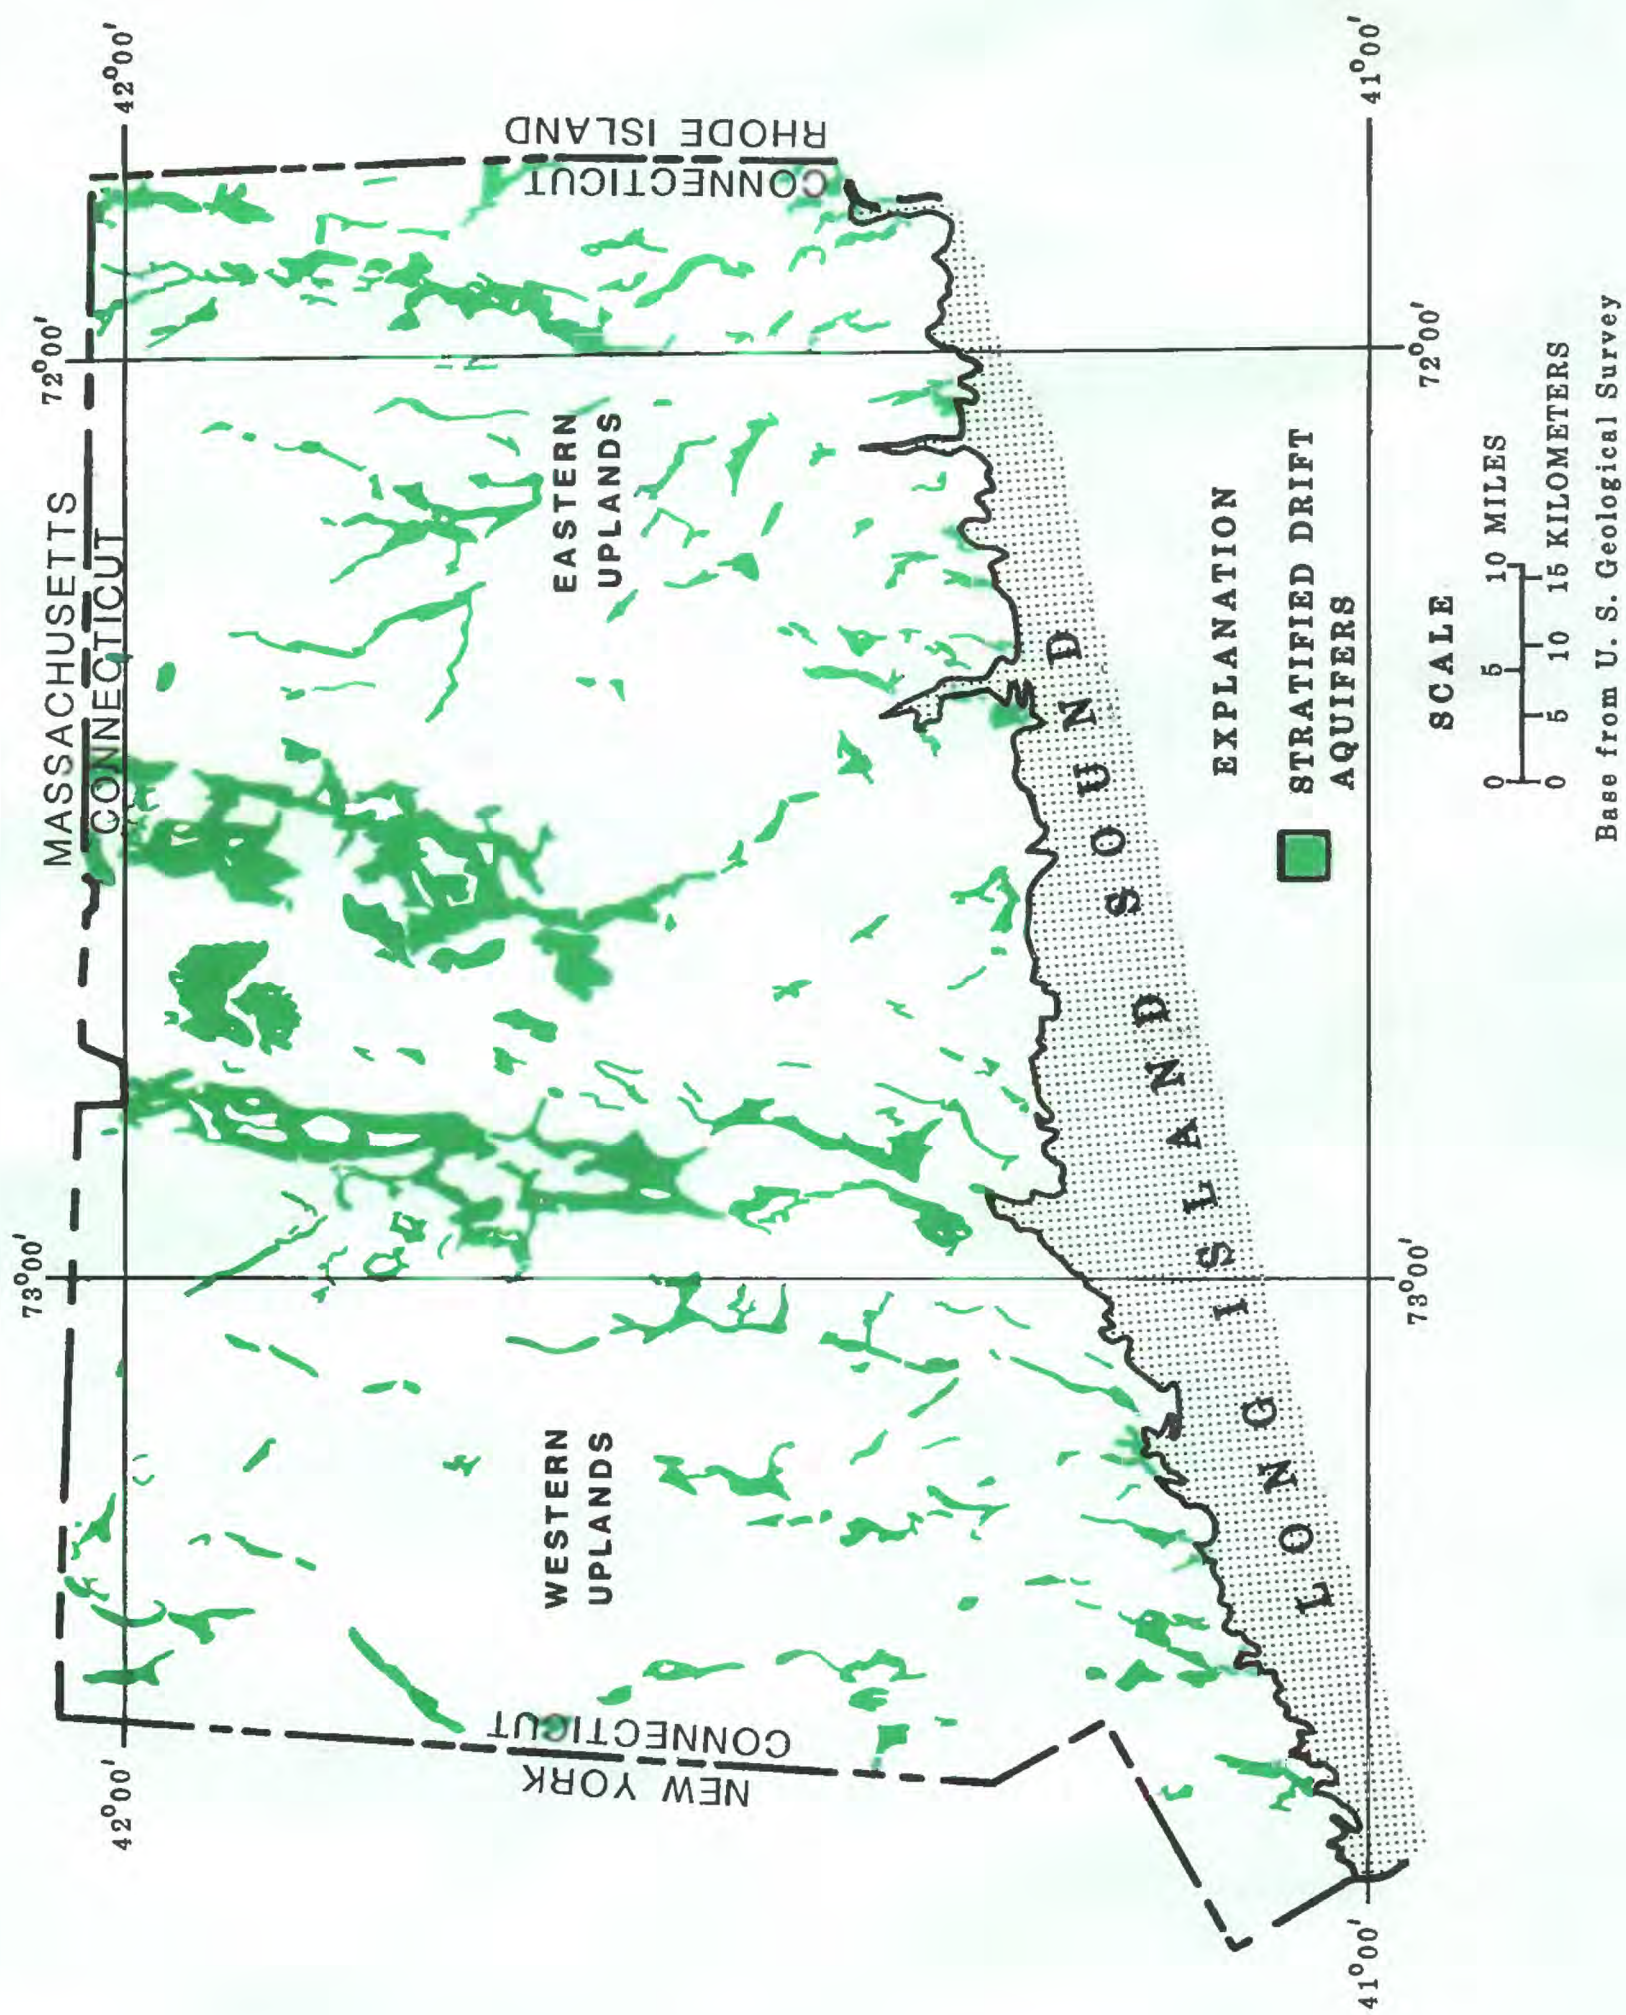 MASSACHUSETTS
CONNECTICUT
73°00'
72°00'
42°00'
42°00'
NEW YORK
CONNECTICUT
WESTERN
UPLANDS
EASTERN
UPLANDS
CONNECTICUT
RHODE ISLAND
LONG ISLAND SOUND
41°00'
41°00'
73°00'
72°00'
EXPLANATION
STRATIFIED DRIFT
AQUIFERS
SCALE
0 5 10 MILES
0 5 10 15 KILOMETERS
Base from U. S. Geological Survey